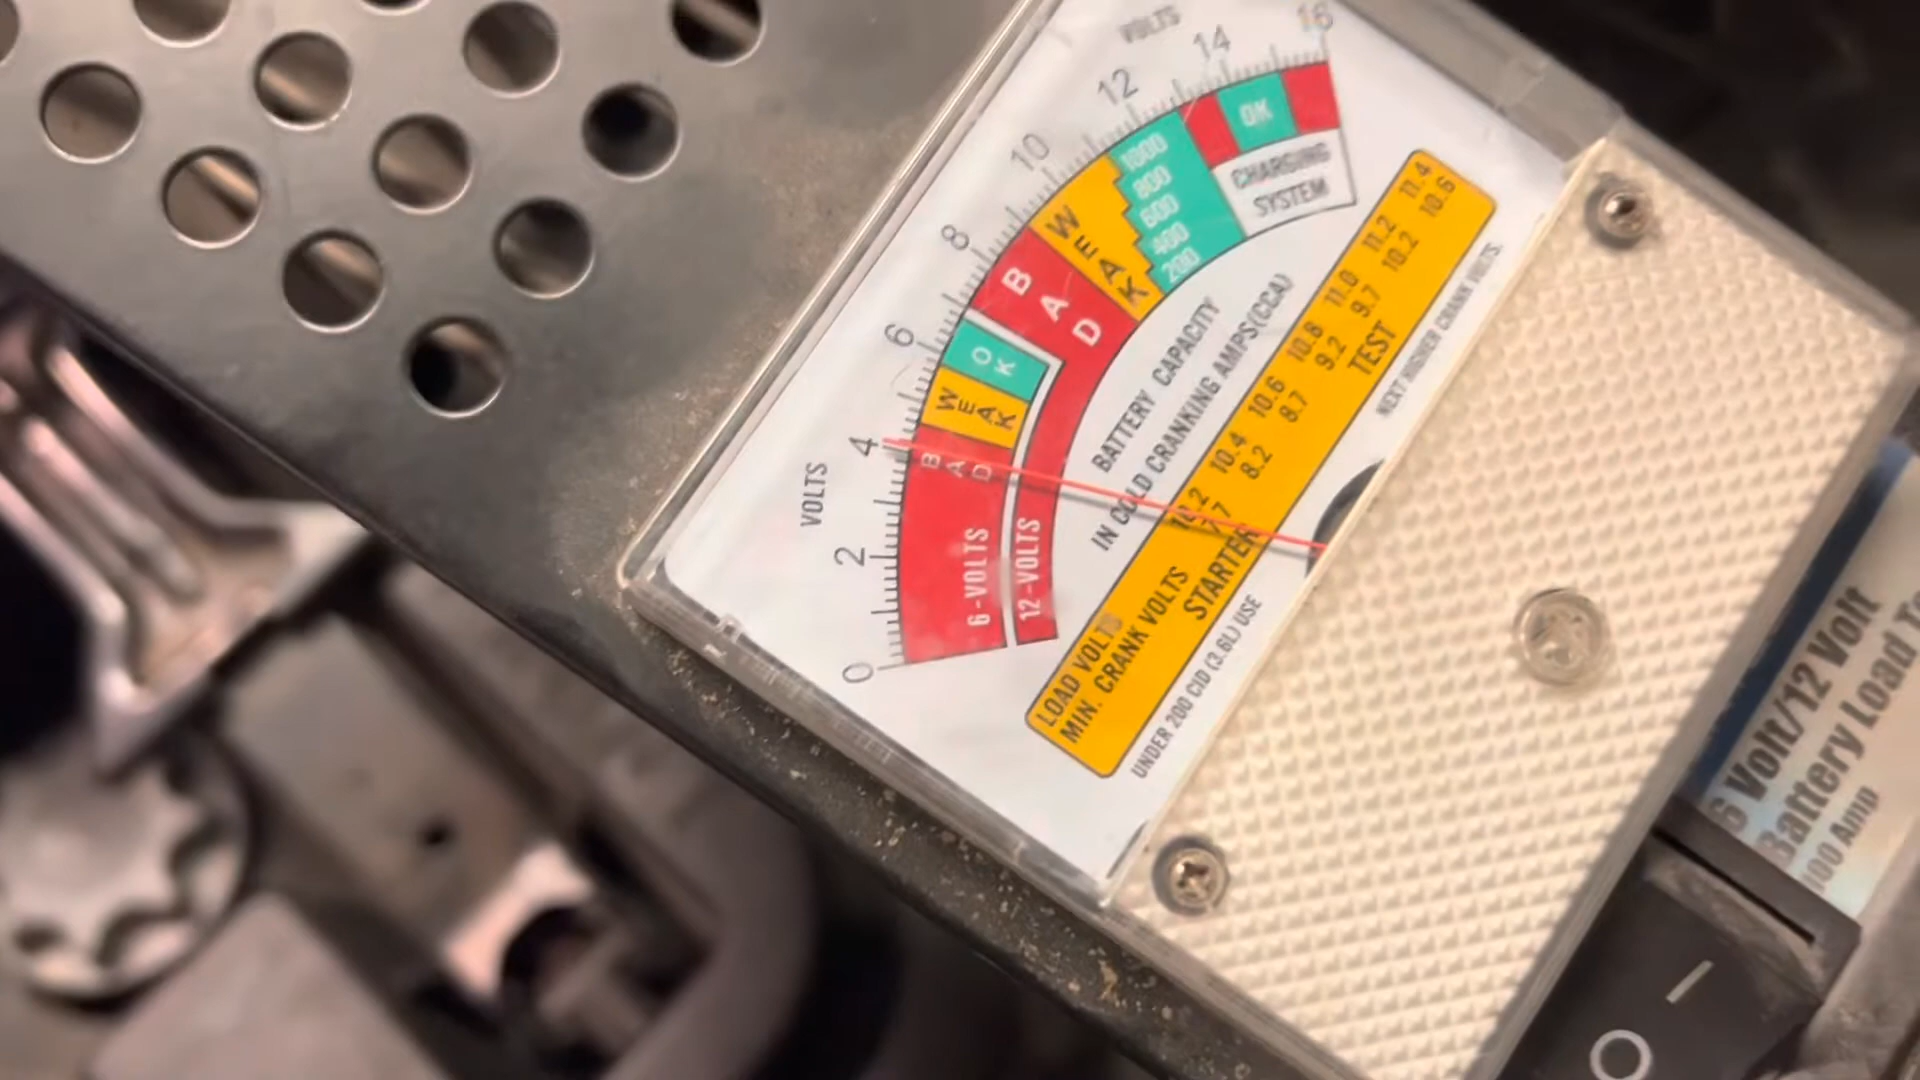 VOLTS
16
14
12
10
8
6
4
2
0
VOLTS
OK
CHARGING
SYSTEM
1000
800
600
400
200
WEAK
BAD
OK
WEAK
BAD
6-VOLTS
12-VOLTS
BATTERY CAPACITY
IN COLD CRANKING AMPS(CCA)
LOAD VOLTS 10.2 10.4 10.6 10.8 11.0 11.2 11.4
MIN. CRANK VOLTS 7.7 8.2 8.7 9.2 9.7 10.2 10.6
STARTER TEST
UNDER 200 CID (3.6L) USE NEXT HIGHER CRANK VOLTS.
6 Volt/12 Volt
Battery Load
100 Amp